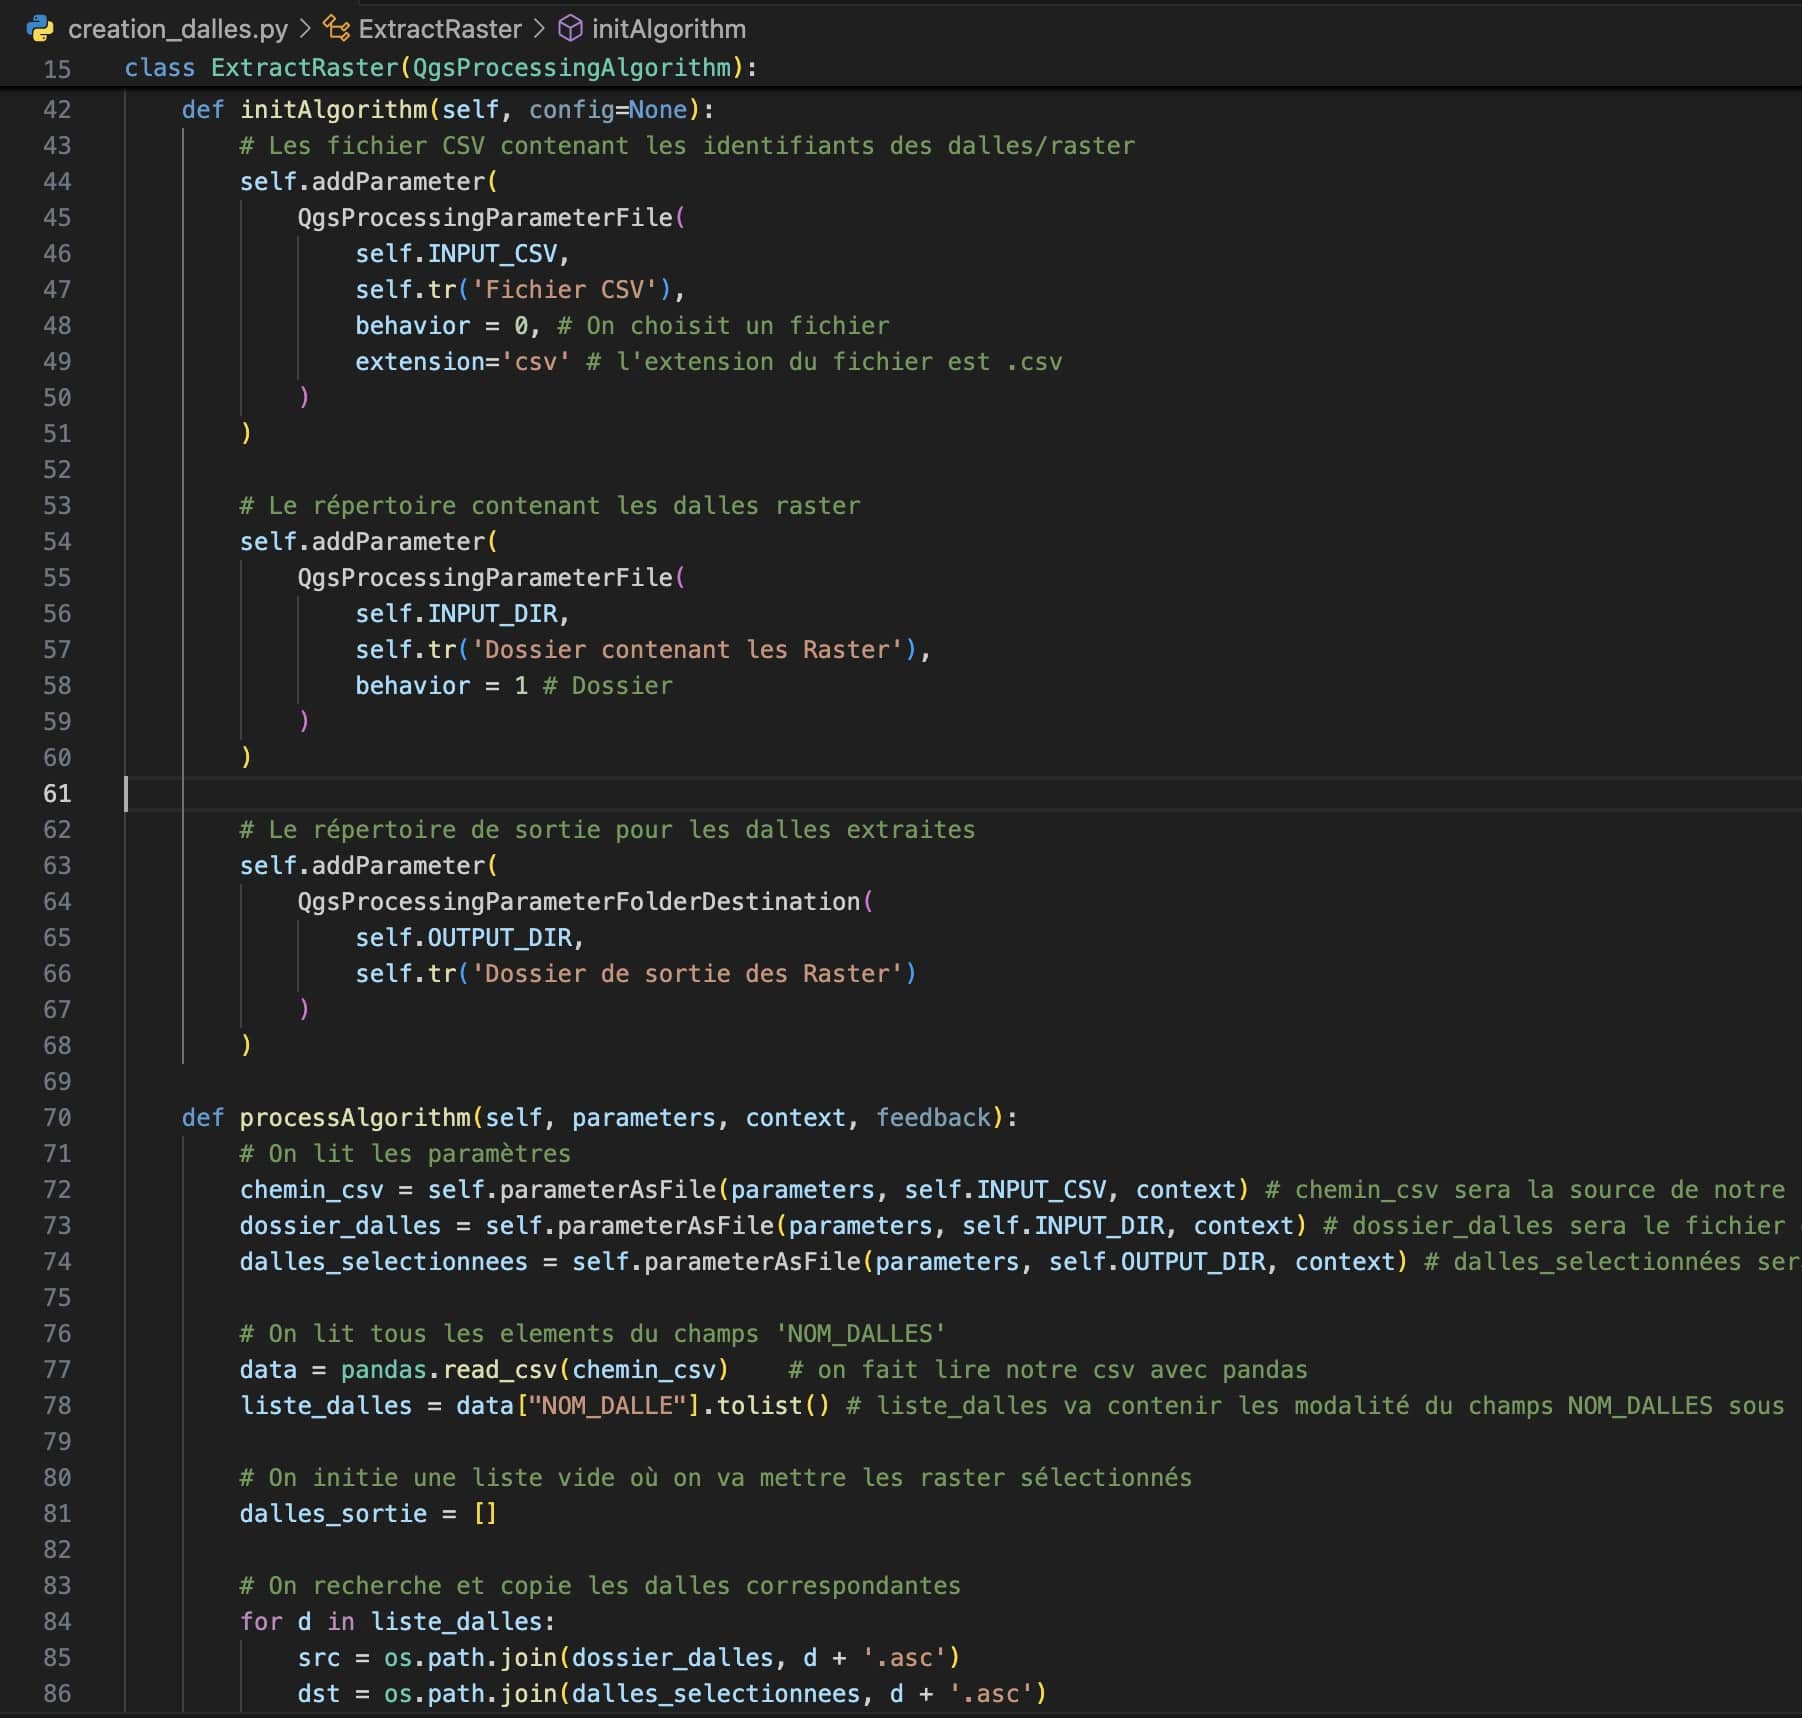 creation_dalles.py > ExtractRaster > initAlgorithm
15 class ExtractRaster(QgsProcessingAlgorithm):
42 def initAlgorithm(self, config=None):
43 # Les fichier CSV contenant les identifiants des dalles/raster
44 self.addParameter(
45 QgsProcessingParameterFile(
46 self.INPUT_CSV,
47 self.tr('Fichier CSV'),
48 behavior = 0, # On choisit un fichier
49 extension='csv' # l'extension du fichier est .csv
50 )
51 )
52
53 # Le répertoire contenant les dalles raster
54 self.addParameter(
55 QgsProcessingParameterFile(
56 self.INPUT_DIR,
57 self.tr('Dossier contenant les Raster'),
58 behavior = 1 # Dossier
59 )
60 )
61
62 # Le répertoire de sortie pour les dalles extraites
63 self.addParameter(
64 QgsProcessingParameterFolderDestination(
65 self.OUTPUT_DIR,
66 self.tr('Dossier de sortie des Raster')
67 )
68 )
69
70 def processAlgorithm(self, parameters, context, feedback):
71 # On lit les paramètres
72 chemin_csv = self.parameterAsFile(parameters, self.INPUT_CSV, context) # chemin_csv sera la source de notre
73 dossier_dalles = self.parameterAsFile(parameters, self.INPUT_DIR, context) # dossier_dalles sera le fichier
74 dalles_selectionnees = self.parameterAsFile(parameters, self.OUTPUT_DIR, context) # dalles_selectionnées ser
75
76 # On lit tous les elements du champs 'NOM_DALLES'
77 data = pandas.read_csv(chemin_csv) # on fait lire notre csv avec pandas
78 liste_dalles = data["NOM_DALLE"].tolist() # liste_dalles va contenir les modalité du champs NOM_DALLES sous
79
80 # On initie une liste vide où on va mettre les raster sélectionnés
81 dalles_sortie = []
82
83 # On recherche et copie les dalles correspondantes
84 for d in liste_dalles:
85 src = os.path.join(dossier_dalles, d + '.asc')
86 dst = os.path.join(dalles_selectionnees, d + '.asc')